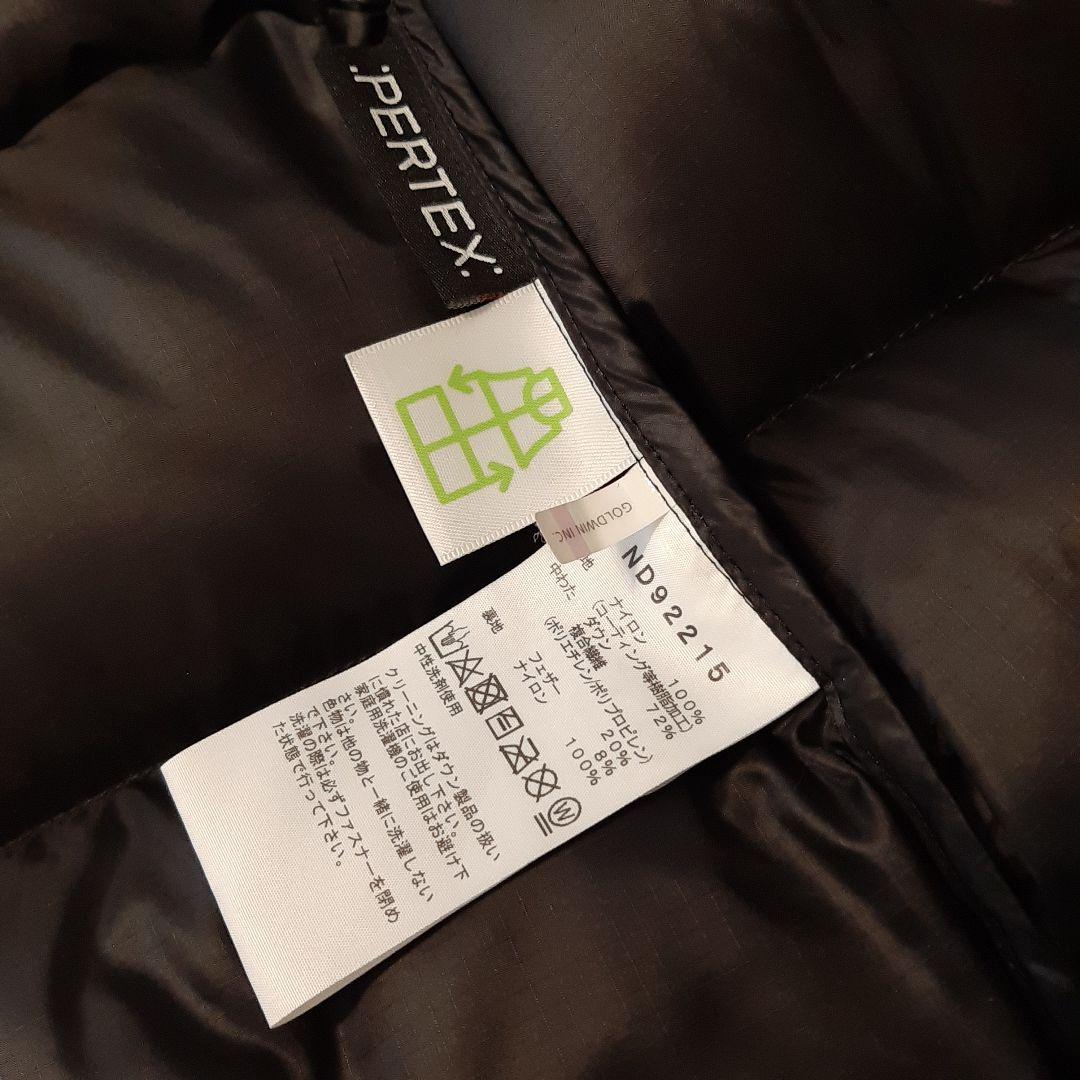 :PERTEX:
GOLDWIN INC.
ND92215
地
ナイロン 100%
(コーティング等樹脂加工)
中わた
ダウン 72%
複合繊維 20%
(ポリエチレン/ポリプロピレン)
フェザー 8%
裏地
ナイロン 100%
W
中性洗剤使用
クリーニングはダウン製品の扱い
に慣れた店にお出し下さい。
家庭用洗濯機のご使用はお避け下
さい。
色物は他の物と一緒に洗濯しない
で下さい。
洗濯の際は必ずファスナーを閉め
た状態で行って下さい。